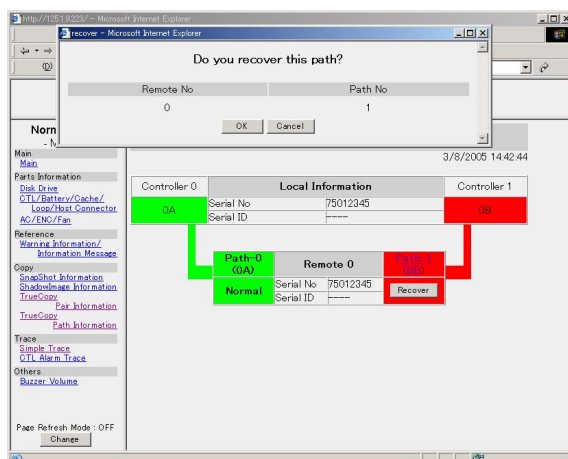 http://125.1.9.223/ - Microsoft Internet Explorer
recover - Microsoft Internet Explorer
Do you recover this path?
Remote No Path No
0 1
OK Cancel
(D)
3/8/2005 14:42:44
Main
Main
Parts Information
Disk Drive
CTL/Battery/Cache/
Loop/Host Connector
AC/ENC/Fan
Reference
Warning Information/
Information Message
Copy
SnapShot Information
ShadowImage Information
TrueCopy
Pair Information
TrueCopy
Path Information
Trace
Simple Trace
CTL Alarm Trace
Others
Buzzer Volume
Page Refresh Mode : OFF
Change
Controller 0 Local Information Controller 1
0A Serial No 75012345 0B
Serial ID ----
Path-0 Remote 0 Path-1
(0A) (0B)
Normal Serial No 75012345 Recover
Serial ID ----